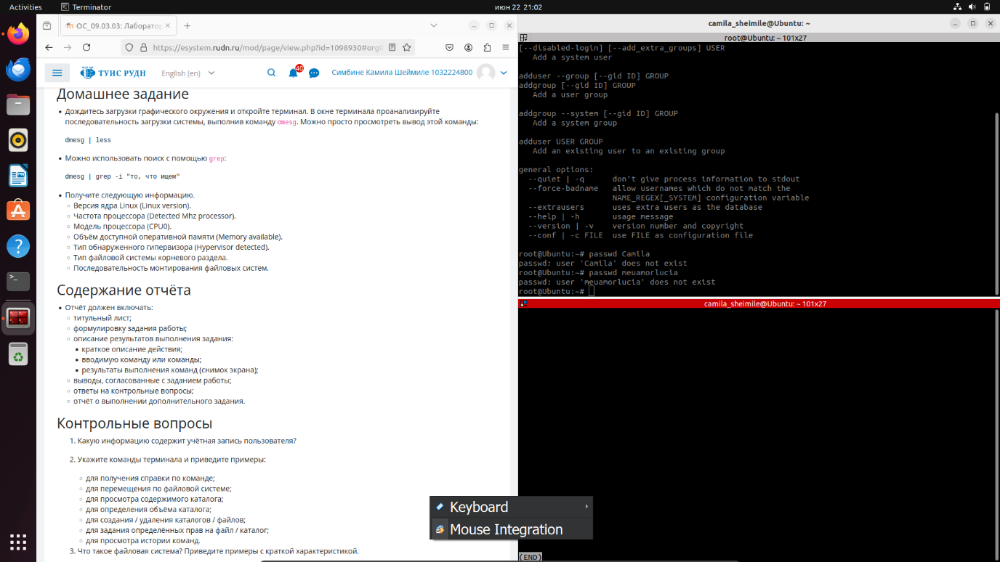 Activities
Terminator
июн 22 21:02
ОС_09.03.03: Лаборатор
https://esystem.rudn.ru/mod/page/view.php?id=1098930#org0
ТУИС РУДН
English (en)
40
Симбине Камила Шеймиле 1032224800
Домашнее задание
Дождитесь загрузки графического окружения и откройте терминал. В окне терминала проанализируйте
последовательность загрузки системы, выполнив команду dmesg. Можно просто просмотреть вывод этой команды:
dmesg | less
Можно использовать поиск с помощью grep:
dmesg | grep -i "то, что ищем"
Получите следующую информацию.
Версия ядра Linux (Linux version).
Частота процессора (Detected Mhz processor).
Модель процессора (CPU0).
Объём доступной оперативной памяти (Memory available).
Тип обнаруженного гипервизора (Hypervisor detected).
Тип файловой системы корневого раздела.
Последовательность монтирования файловых систем.
Содержание отчёта
Отчёт должен включать:
титульный лист;
формулировку задания работы;
описание результатов выполнения задания:
краткое описание действия;
вводимую команду или команды;
результаты выполнения команд (снимок экрана);
выводы, согласованные с заданием работы;
ответы на контрольные вопросы;
отчёт о выполнении дополнительного задания.
Контрольные вопросы
1. Какую информацию содержит учётная запись пользователя?
2. Укажите команды терминала и приведите примеры:
для получения справки по команде;
для перемещения по файловой системе;
для просмотра содержимого каталога;
для определения объёма каталога;
для создания / удаления каталогов / файлов;
для задания определённых прав на файл / каталог;
для просмотра истории команд.
3. Что такое файловая система? Приведите примеры с краткой характеристикой.
Keyboard
Mouse Integration
camila_sheimile@Ubuntu: ~
root@Ubuntu: ~ 101x27
[--disabled-login] [--add_extra_groups] USER
Add a system user
adduser --group [--gid ID] GROUP
addgroup [--gid ID] GROUP
Add a user group
addgroup --system [--gid ID] GROUP
Add a system group
adduser USER GROUP
Add an existing user to an existing group
general options:
--quiet | -q don't give process information to stdout
--force-badname allow usernames which do not match the
NAME_REGEX[_SYSTEM] configuration variable
--extrausers uses extra users as the database
--help | -h usage message
--version | -v version number and copyright
--conf | -c FILE use FILE as configuration file
root@Ubuntu:~# passwd Camila
passwd: user 'Camila' does not exist
root@Ubuntu:~# passwd meuamorlucia
passwd: user 'meuamorlucia' does not exist
root@Ubuntu:~#
camila_sheimile@Ubuntu: ~ 101x27
(END)